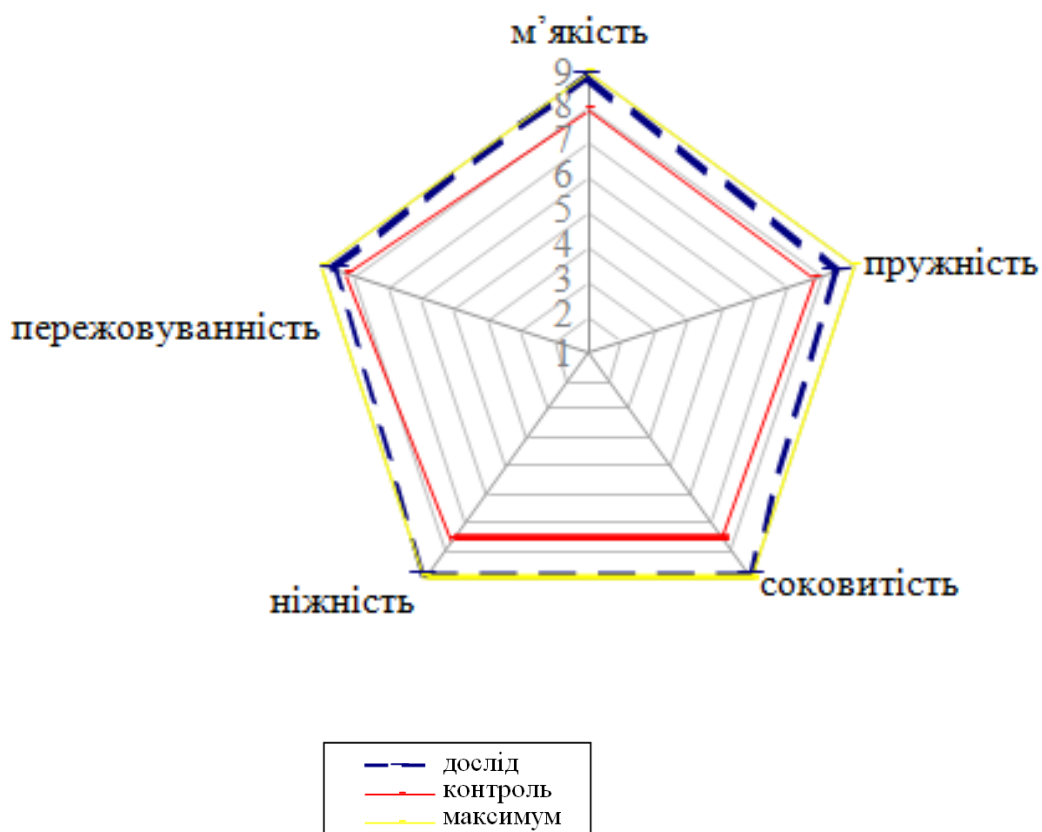 м’якість
9
8
7
6
5
4
3
2
1
пружність
пережовуванність
соковитість
ніжність
дослід
контроль
максимум